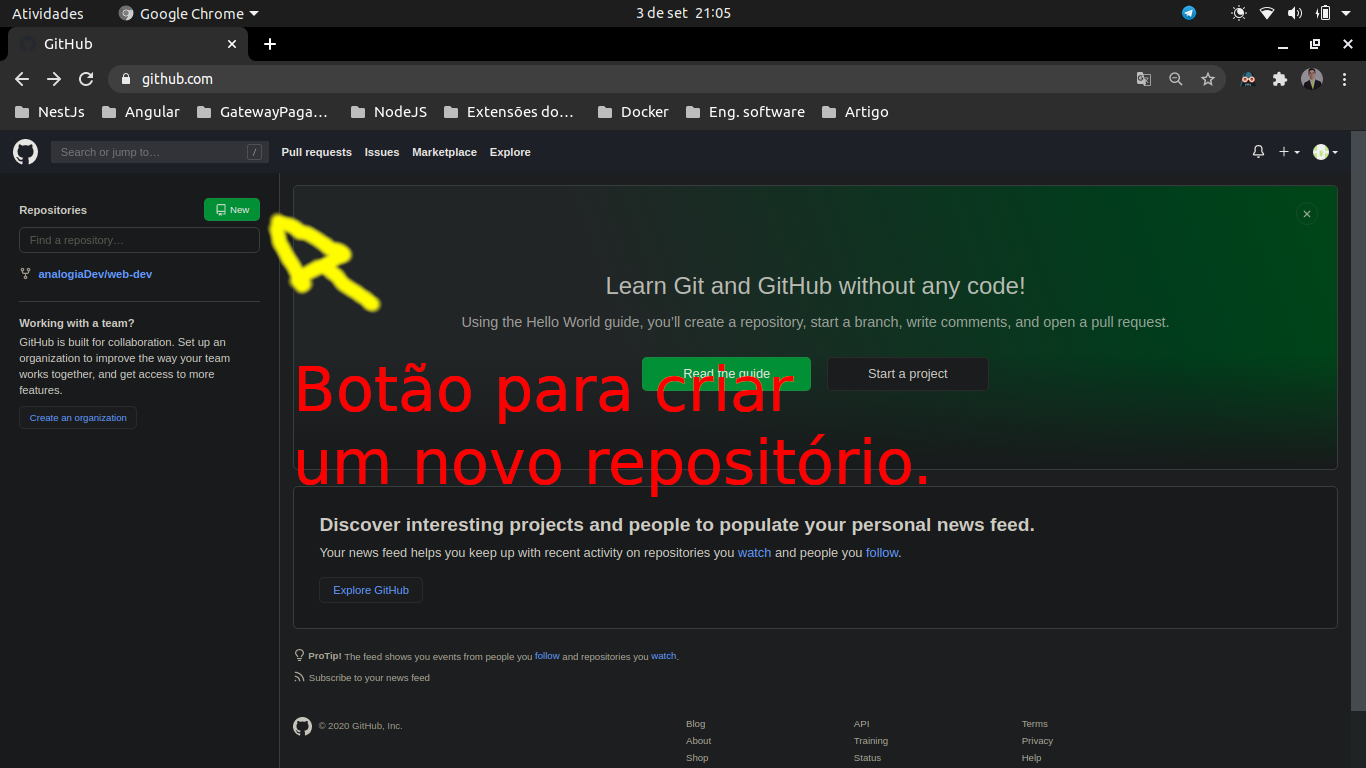 Atividades
Google Chrome
3 de set 21:05
GitHub
github.com
NestJs
Angular
GatewayPaga…
NodeJS
Extensões do…
Docker
Eng. software
Artigo
Search or jump to…
/
Pull requests
Issues
Marketplace
Explore
Repositories
New
Find a repository…
analogiaDev/web-dev
Working with a team?
GitHub is built for collaboration. Set up an
organization to improve the way your team
works together, and get access to more
features.
Create an organization
Learn Git and GitHub without any code!
Using the Hello World guide, you’ll create a repository, start a branch, write comments, and open a pull request.
Read the guide
Start a project
Botão para criar
um novo repositório.
Discover interesting projects and people to populate your personal news feed.
Your news feed helps you keep up with recent activity on repositories you watch and people you follow.
Explore GitHub
ProTip! The feed shows you events from people you follow and repositories you watch.
Subscribe to your news feed
© 2020 GitHub, Inc.
Blog
About
Shop
API
Training
Status
Terms
Privacy
Help